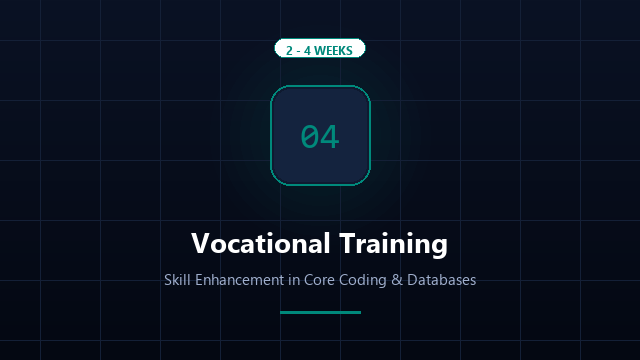 2 - 4 WEEKS
04
Vocational Training
Skill Enhancement in Core Coding & Databases